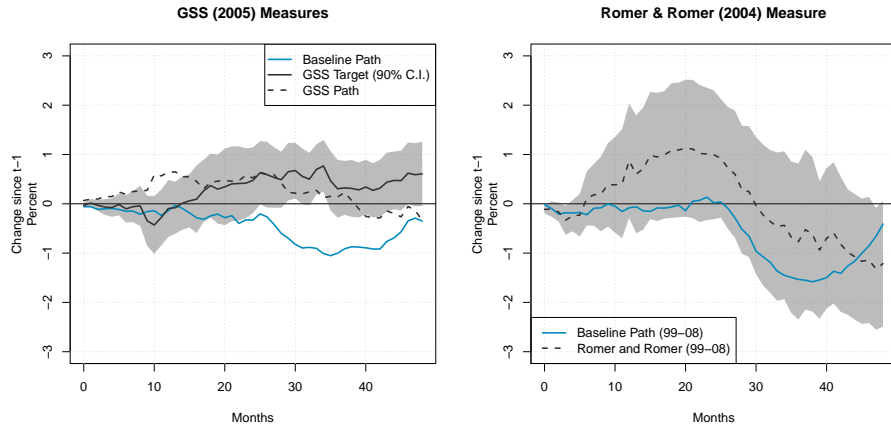 GSS (2005) Measures
Change since t−1
Percent
3
2
1
0
−1
−2
−3
Baseline Path
GSS Target (90% C.I.)
GSS Path
0
10
20
30
40
Months
Romer & Romer (2004) Measure
Change since t−1
Percent
3
2
1
0
−1
−2
−3
Baseline Path (99−08)
Romer and Romer (99−08)
0
10
20
30
40
Months